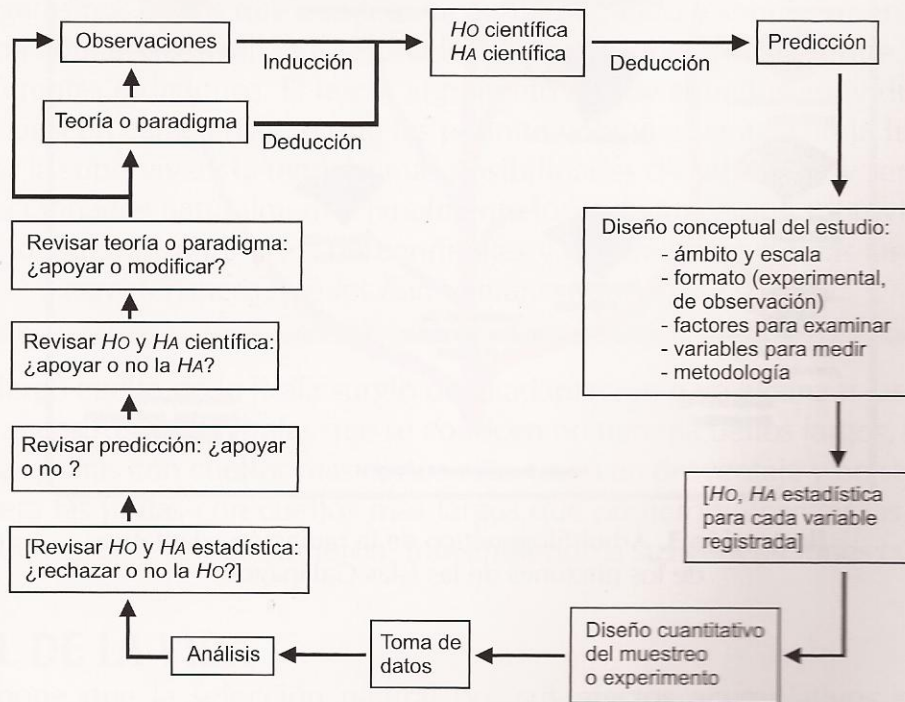 Observaciones
Inducción
HO científica
HA científica
Deducción
Predicción
Teoría o paradigma
Deducción
Diseño conceptual del estudio:
- ámbito y escala
- formato (experimental,
de observación)
- factores para examinar
- variables para medir
- metodología
[HO, HA estadística
para cada variable
registrada]
Diseño cuantitativo
del muestreo
o experimento
Toma de
datos
Análisis
[Revisar HO y HA estadística:
¿rechazar o no la HO?]
Revisar predicción: ¿apoyar
o no ?
Revisar HO y HA científica:
¿apoyar o no la HA?
Revisar teoría o paradigma:
¿apoyar o modificar?